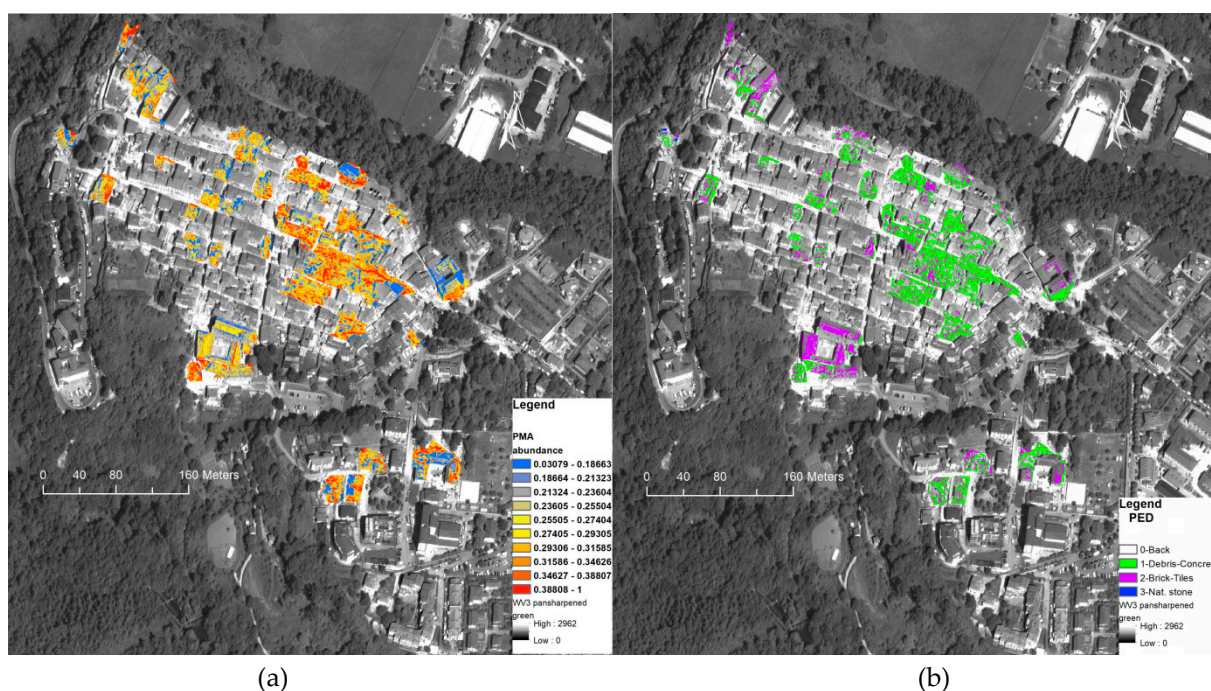 Legend
PMA
abundance
0.03079 - 0.18663
0.18664 - 0.21323
0.21324 - 0.23604
0.23605 - 0.25504
0.25505 - 0.27404
0.27405 - 0.29305
0.29306 - 0.31585
0.31586 - 0.34626
0.34627 - 0.38807
0.38808 - 1
WV3 pansharpened
green
High : 2962
Low : 0
0 40 80 160 Meters
(a)
Legend
PED
0-Back
1-Debris-Concre
2-Brick-Tiles
3-Nat. stone
WV3 pansharpened
green
High : 2962
Low : 0
0 40 80 160 Meters
(b)